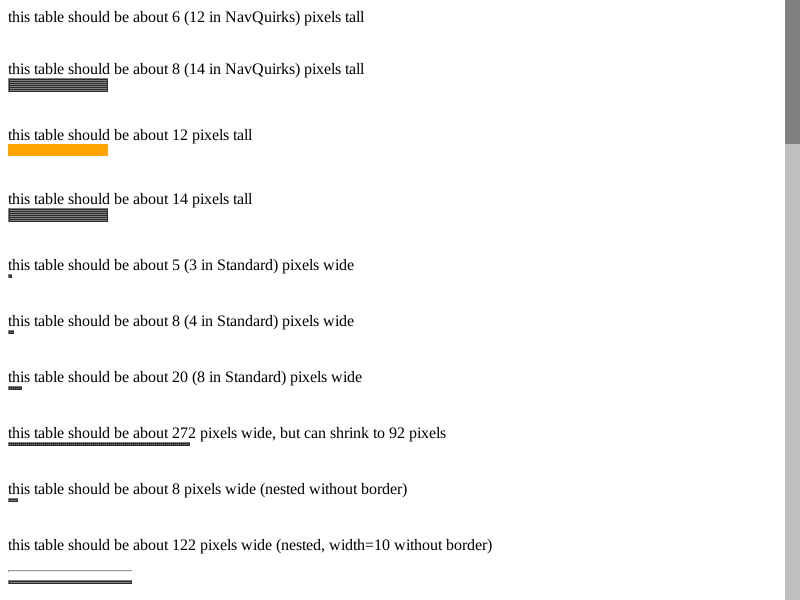 this table should be about 6 (12 in NavQuirks) pixels tall
this table should be about 8 (14 in NavQuirks) pixels tall
this table should be about 12 pixels tall
this table should be about 14 pixels tall
this table should be about 5 (3 in Standard) pixels wide
this table should be about 8 (4 in Standard) pixels wide
this table should be about 20 (8 in Standard) pixels wide
this table should be about 272 pixels wide, but can shrink to 92 pixels
this table should be about 8 pixels wide (nested without border)
this table should be about 122 pixels wide (nested, width=10 without border)